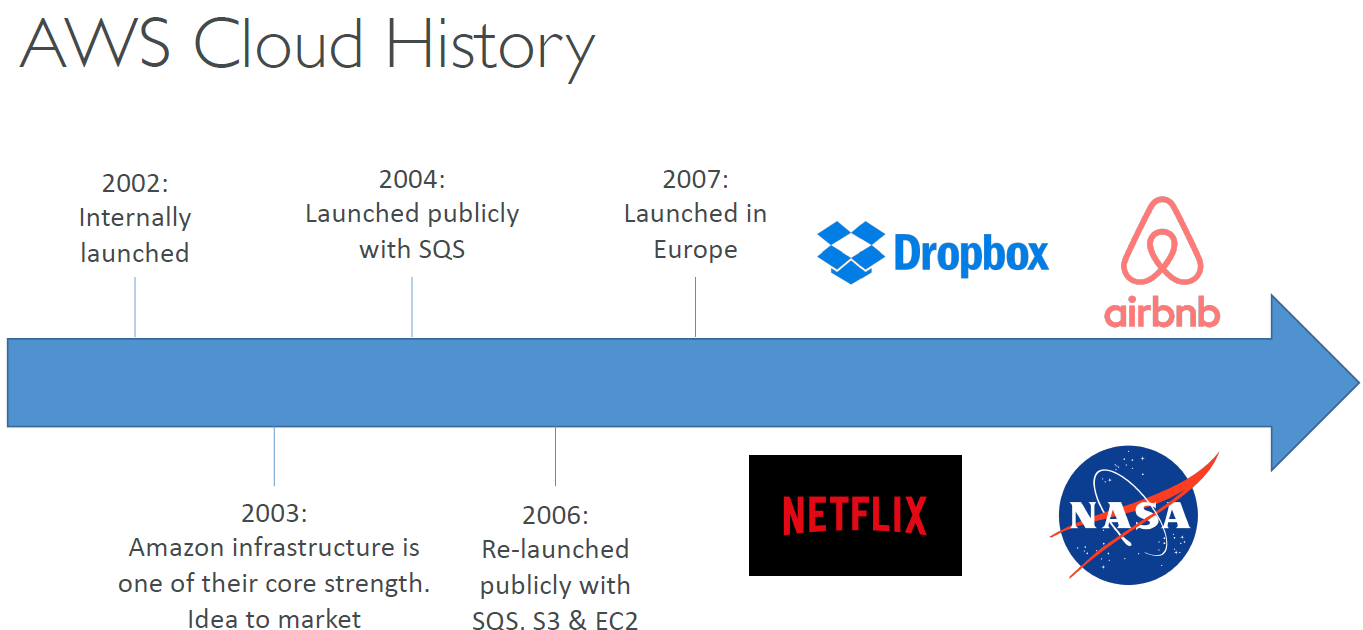 AWS Cloud History
2002:
Internally
launched
2004:
Launched publicly
with SQS
2007:
Launched in
Europe
Dropbox
airbnb
2003:
Amazon infrastructure is
one of their core strength.
Idea to market
2006:
Re-launched
publicly with
SQS, S3 & EC2
NETFLIX
NASA